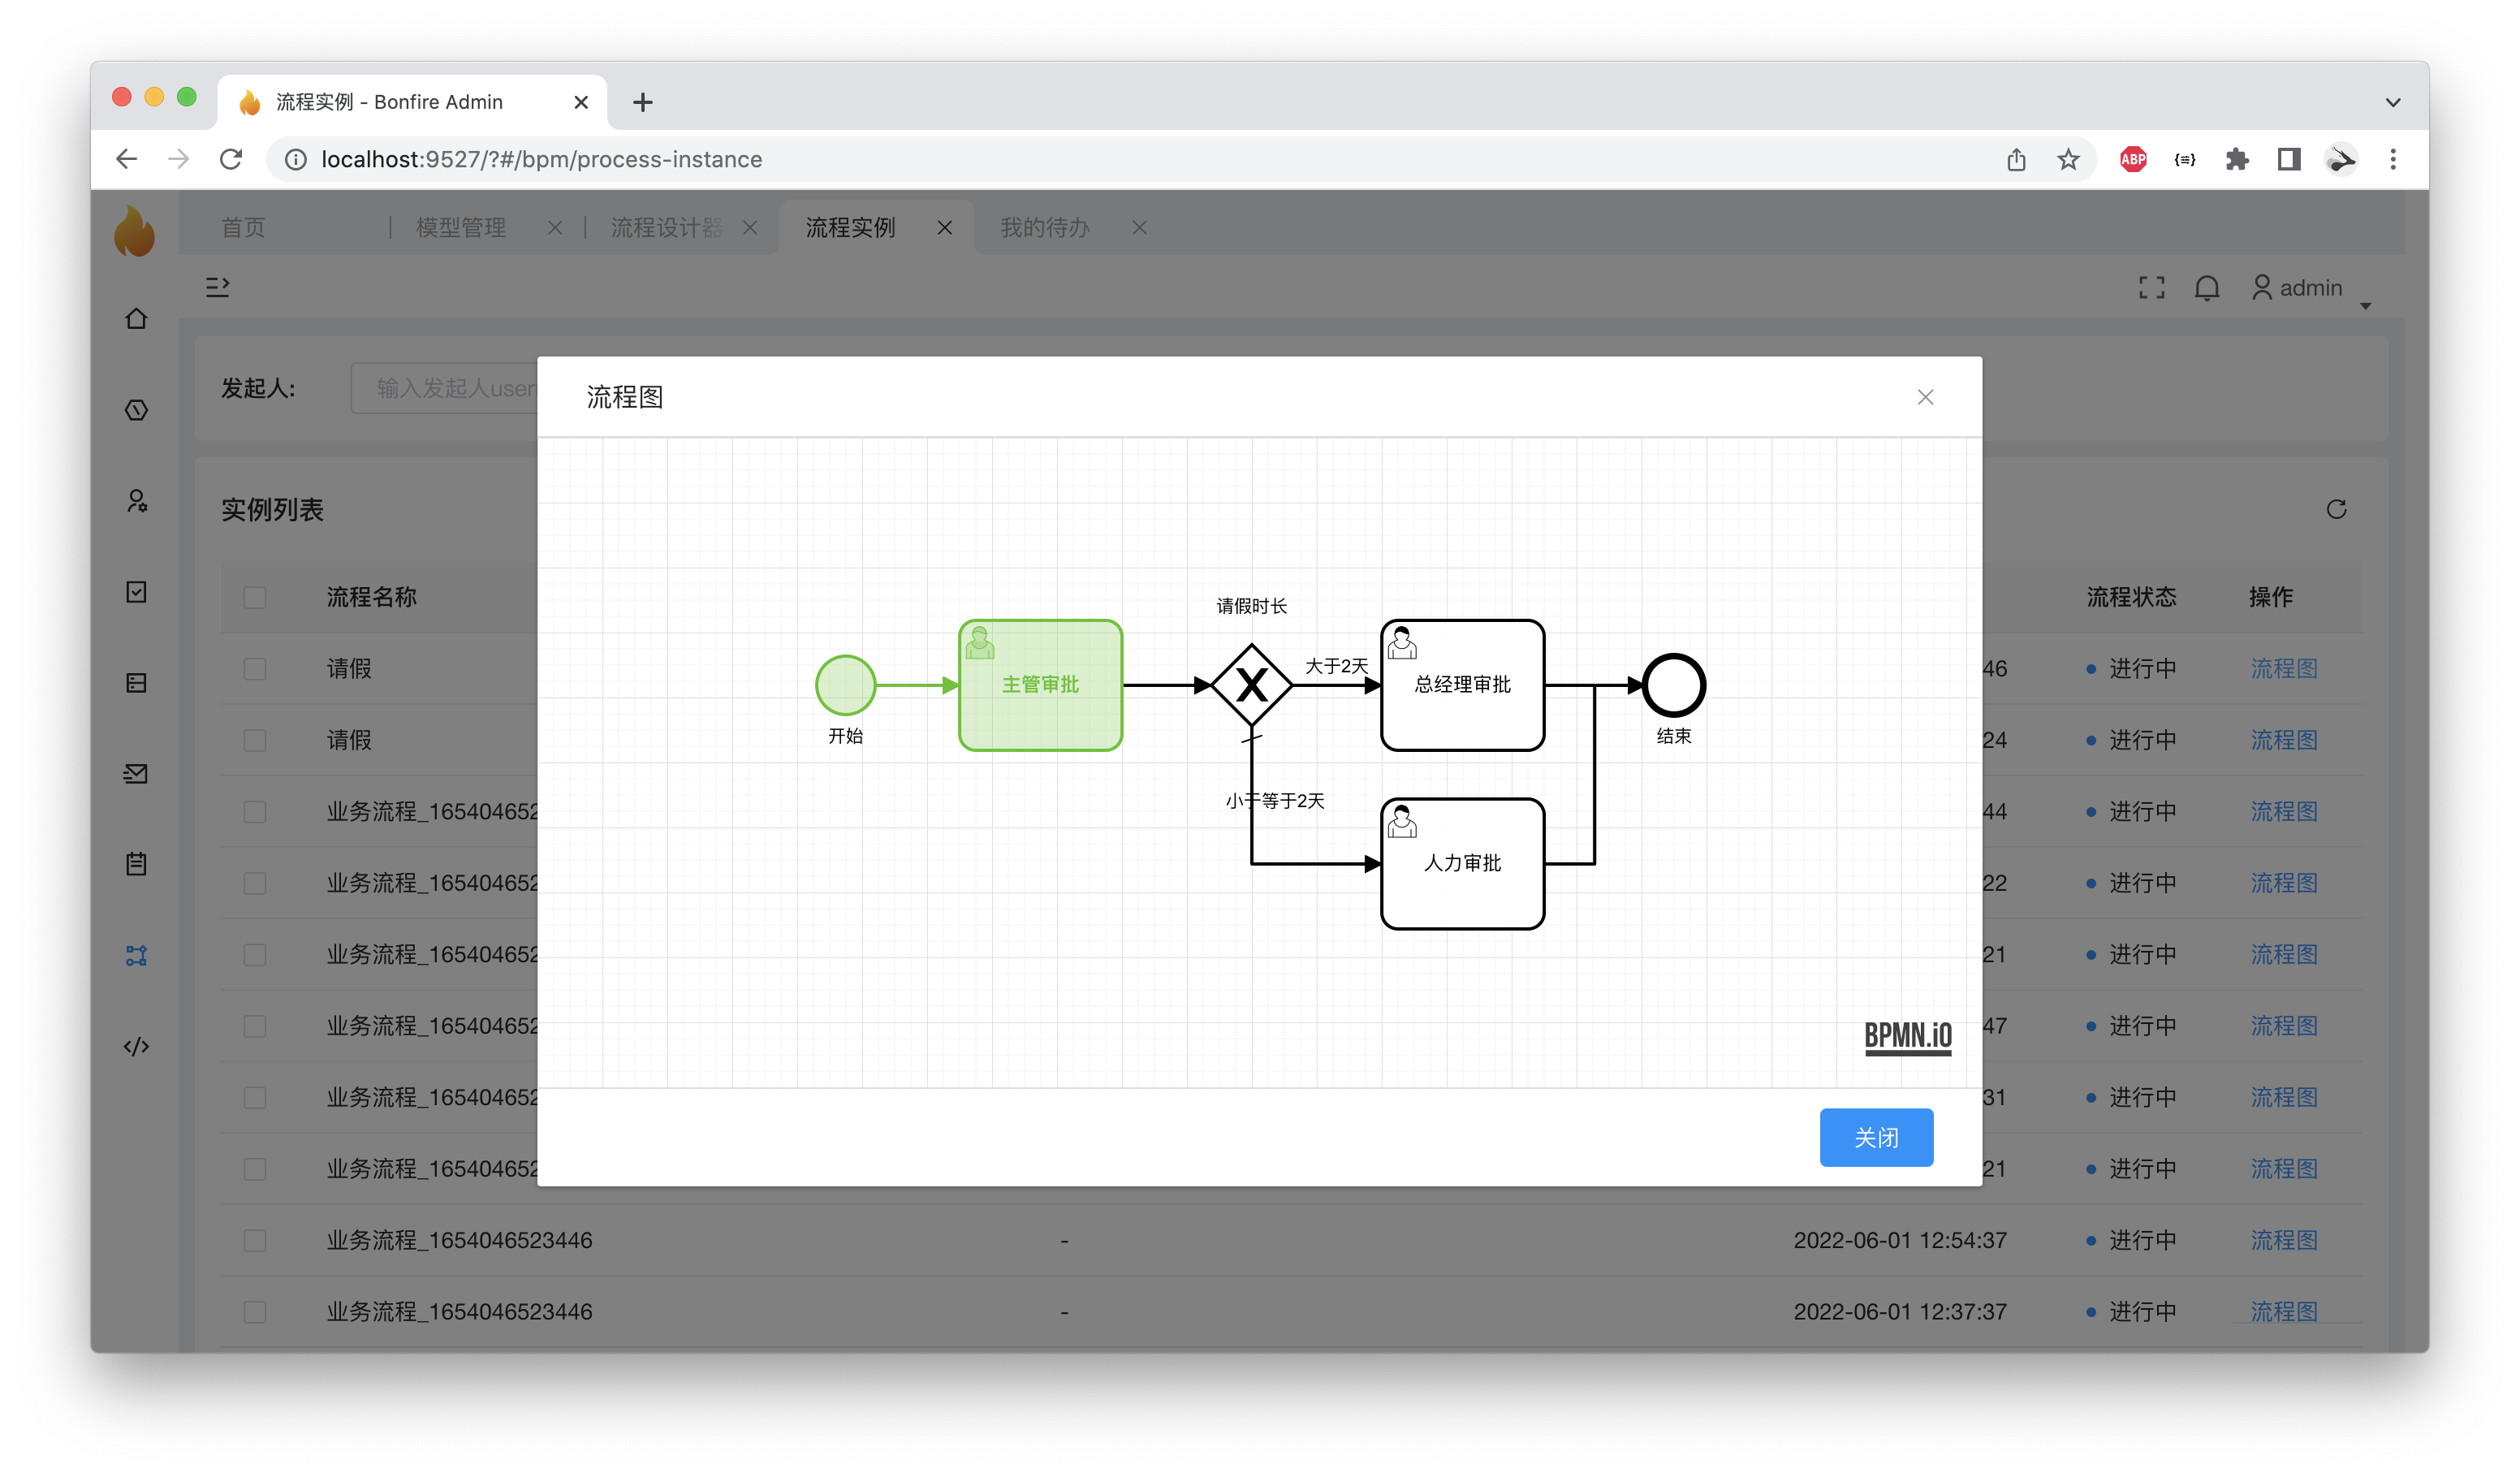 流程实例 - Bonfire Admin
localhost:9527/?#/bpm/process-instance
ABP
首页
模型管理
流程设计器
流程实例
我的待办
admin
发起人:
输入发起人user
流程图
实例列表
流程名称
流程状态
操作
请假
46
进行中
流程图
请假
24
进行中
流程图
业务流程_165404652
44
进行中
流程图
业务流程_165404652
22
进行中
流程图
业务流程_165404652
21
进行中
流程图
业务流程_165404652
47
进行中
流程图
业务流程_165404652
31
进行中
流程图
业务流程_165404652
21
进行中
流程图
业务流程_1654046523446
-
2022-06-01 12:54:37
进行中
流程图
业务流程_1654046523446
-
2022-06-01 12:37:37
进行中
流程图
开始
主管审批
请假时长
X
大于2天
总经理审批
结束
小于等于2天
人力审批
BPMN.iO
关闭